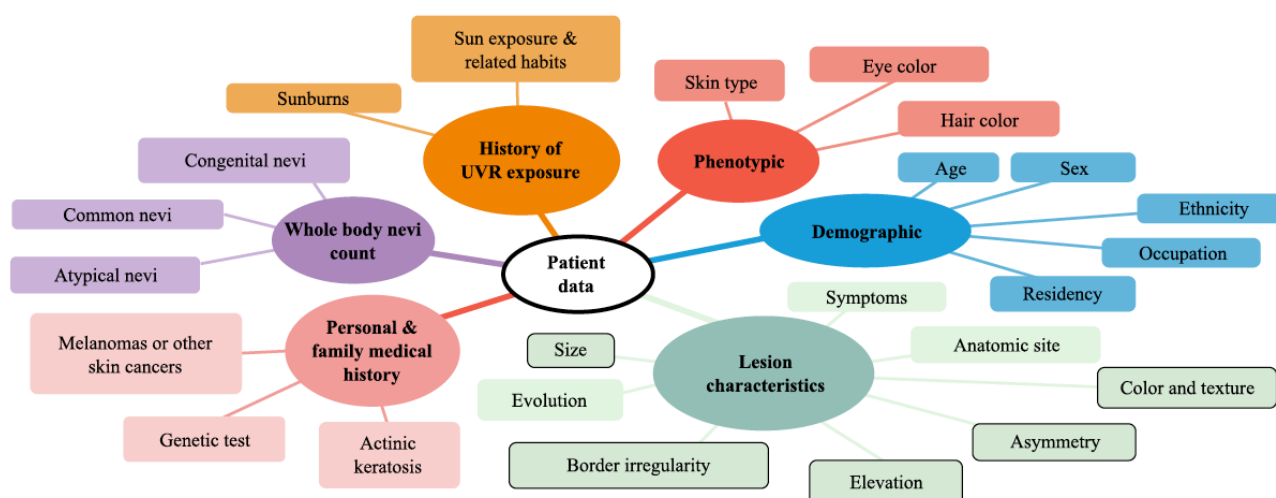 Sun exposure &
related habits
Sunburns
History of
UVR exposure
Skin type
Eye color
Hair color
Phenotypic
Congenital nevi
Common nevi
Atypical nevi
Whole body nevi
count
Patient
data
Age
Sex
Ethnicity
Occupation
Residency
Demographic
Personal &
family medical
history
Melanomas or other
skin cancers
Genetic test
Actinic
keratosis
Lesion
characteristics
Symptoms
Anatomic site
Color and texture
Asymmetry
Elevation
Border irregularity
Evolution
Size